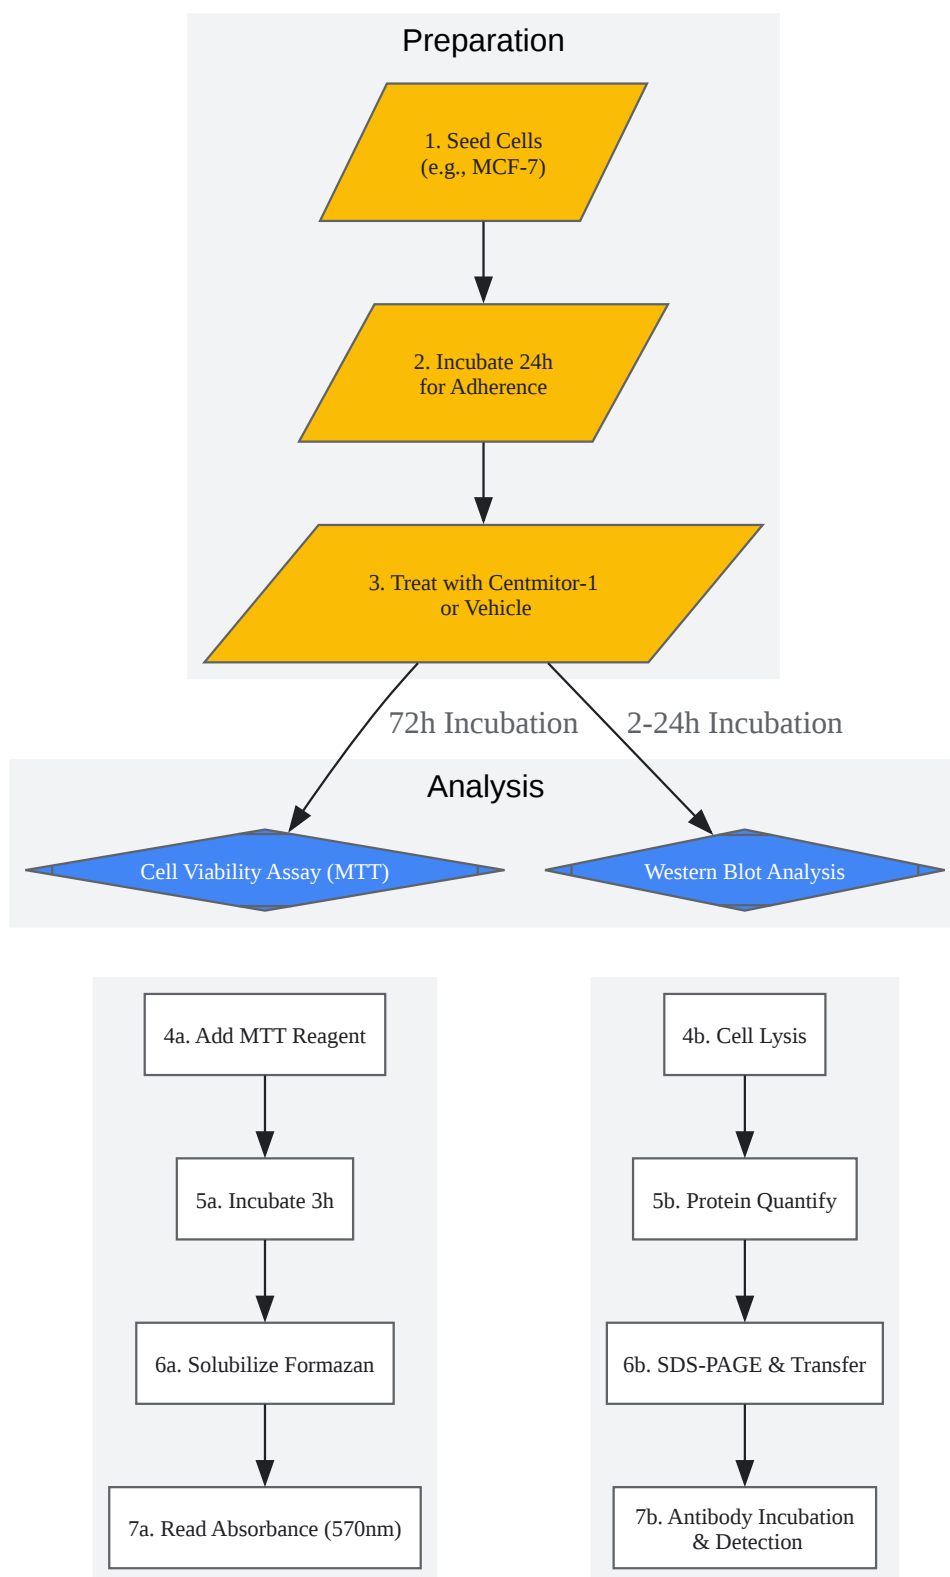 Preparation
1. Seed Cells
(e.g., MCF-7)
2. Incubate 24h
for Adherence
3. Treat with Centmitor-1
or Vehicle
72h Incubation
2-24h Incubation
Analysis
Cell Viability Assay (MTT)
Western Blot Analysis
4a. Add MTT Reagent
5a. Incubate 3h
6a. Solubilize Formazan
7a. Read Absorbance (570nm)
4b. Cell Lysis
5b. Protein Quantify
6b. SDS-PAGE & Transfer
7b. Antibody Incubation
& Detection